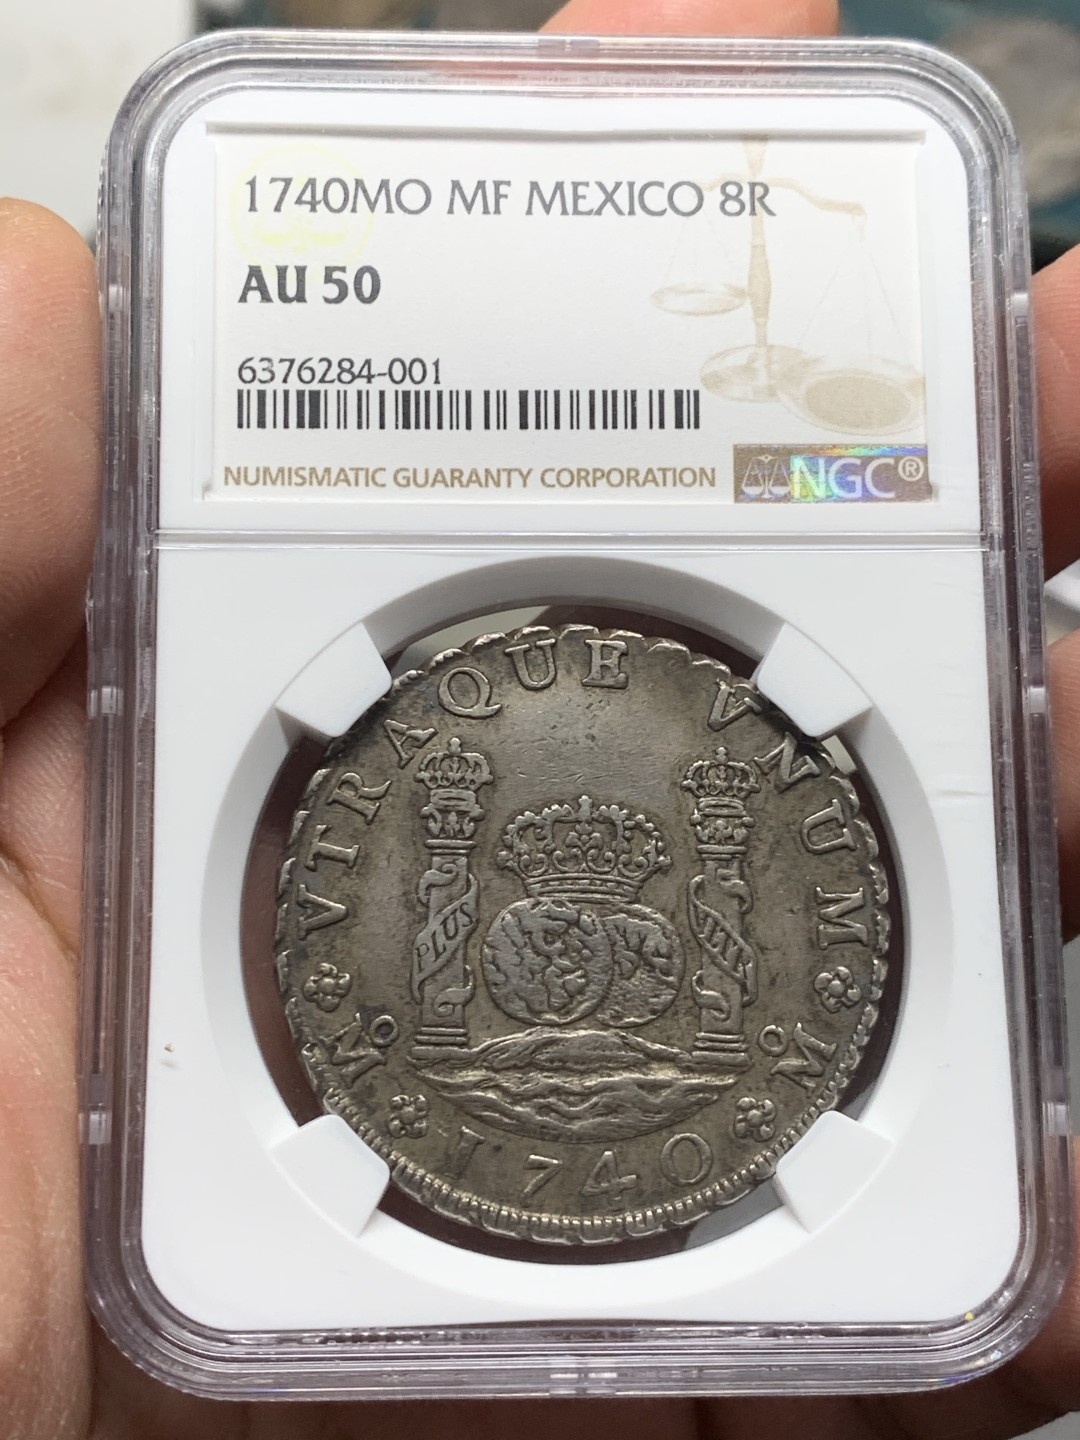 1740MO MF MEXICO 8R
AU 50
6376284-001
NUMISMATIC GUARANTY CORPORATION
NGC®
VTRAQUE VNUM
PLUS
Mo 1740 Mo